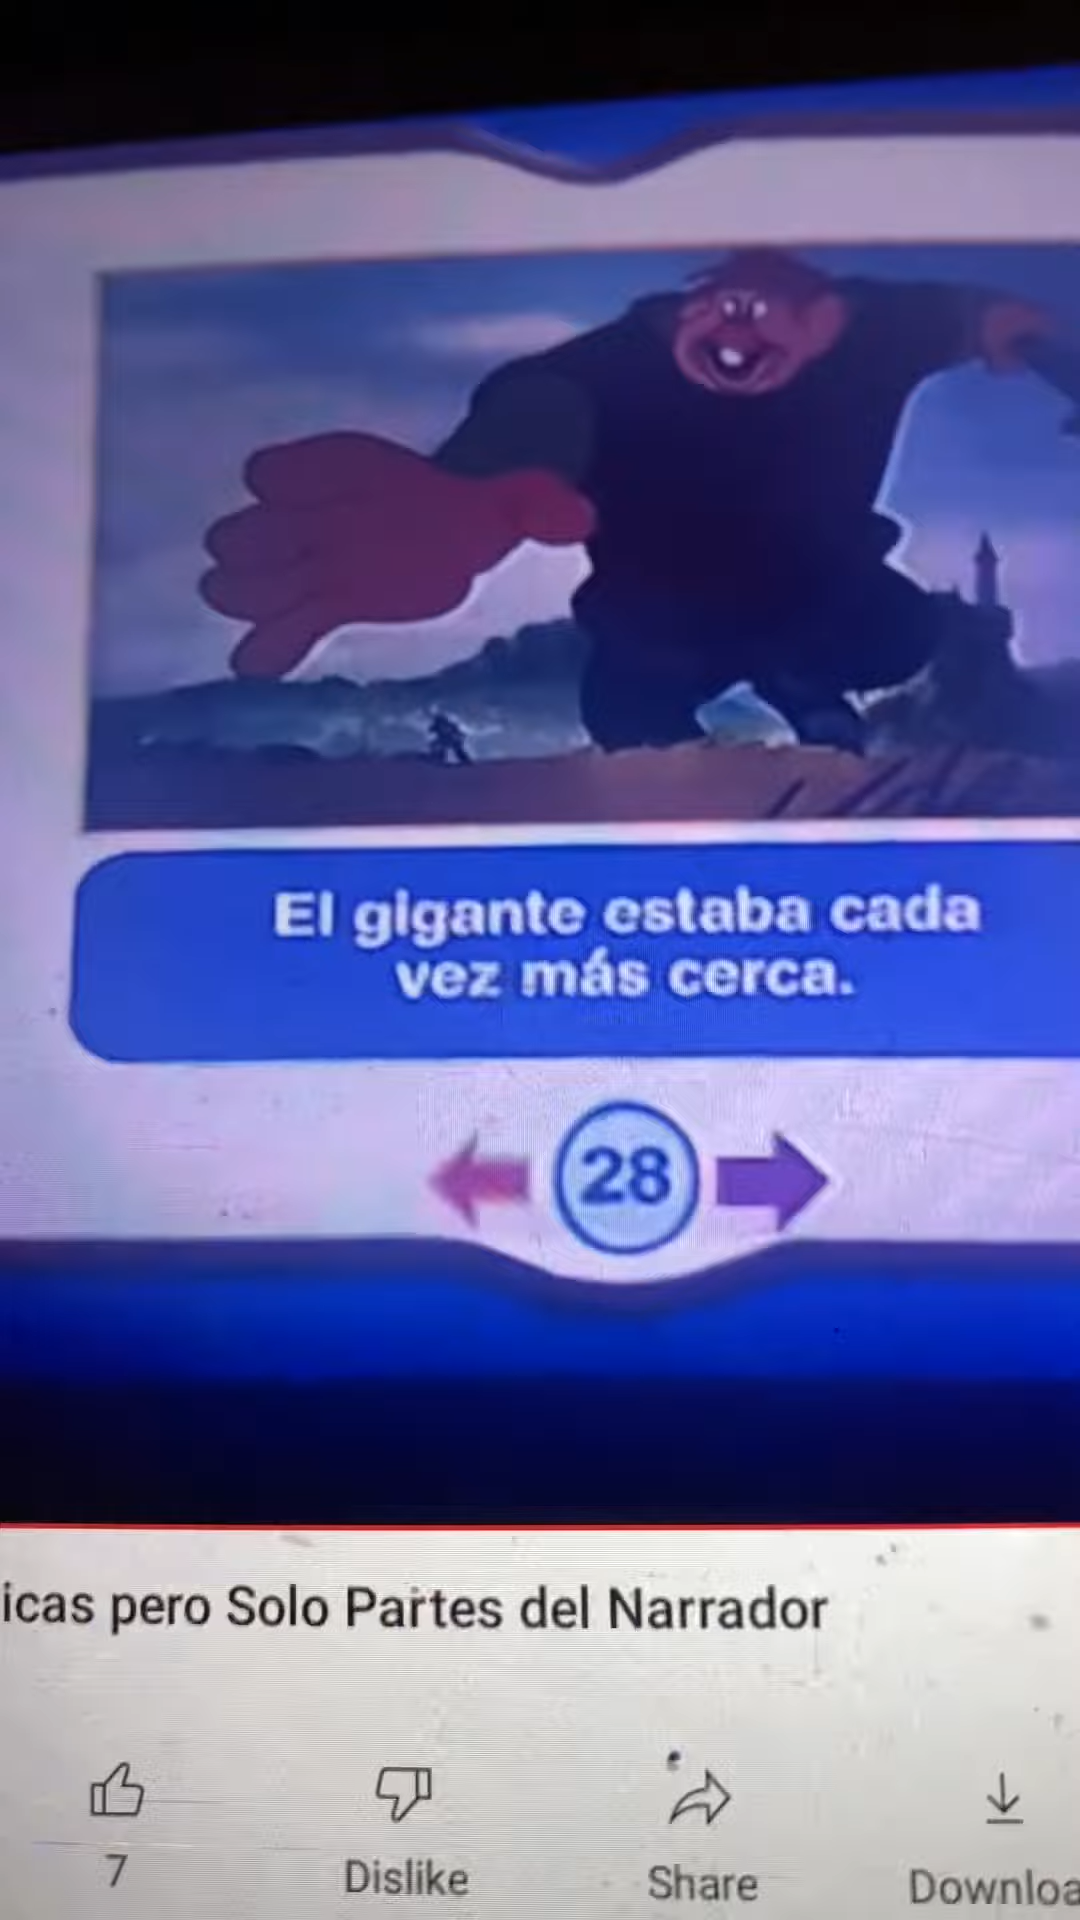 El gigante estaba cada
vez más cerca.
28
icas pero Solo Partes del Narrador
7
Dislike
Share
Downloa